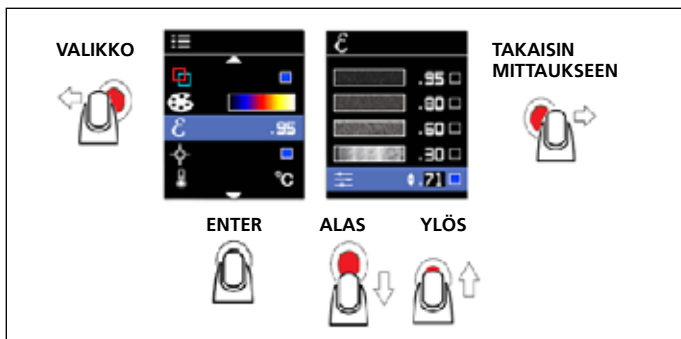 VALIKKO
ε .95
°C
ε
.95
.80
.60
.30
.71
TAKAISIN
MITTAUKSEEN
ENTER ALAS YLÖS